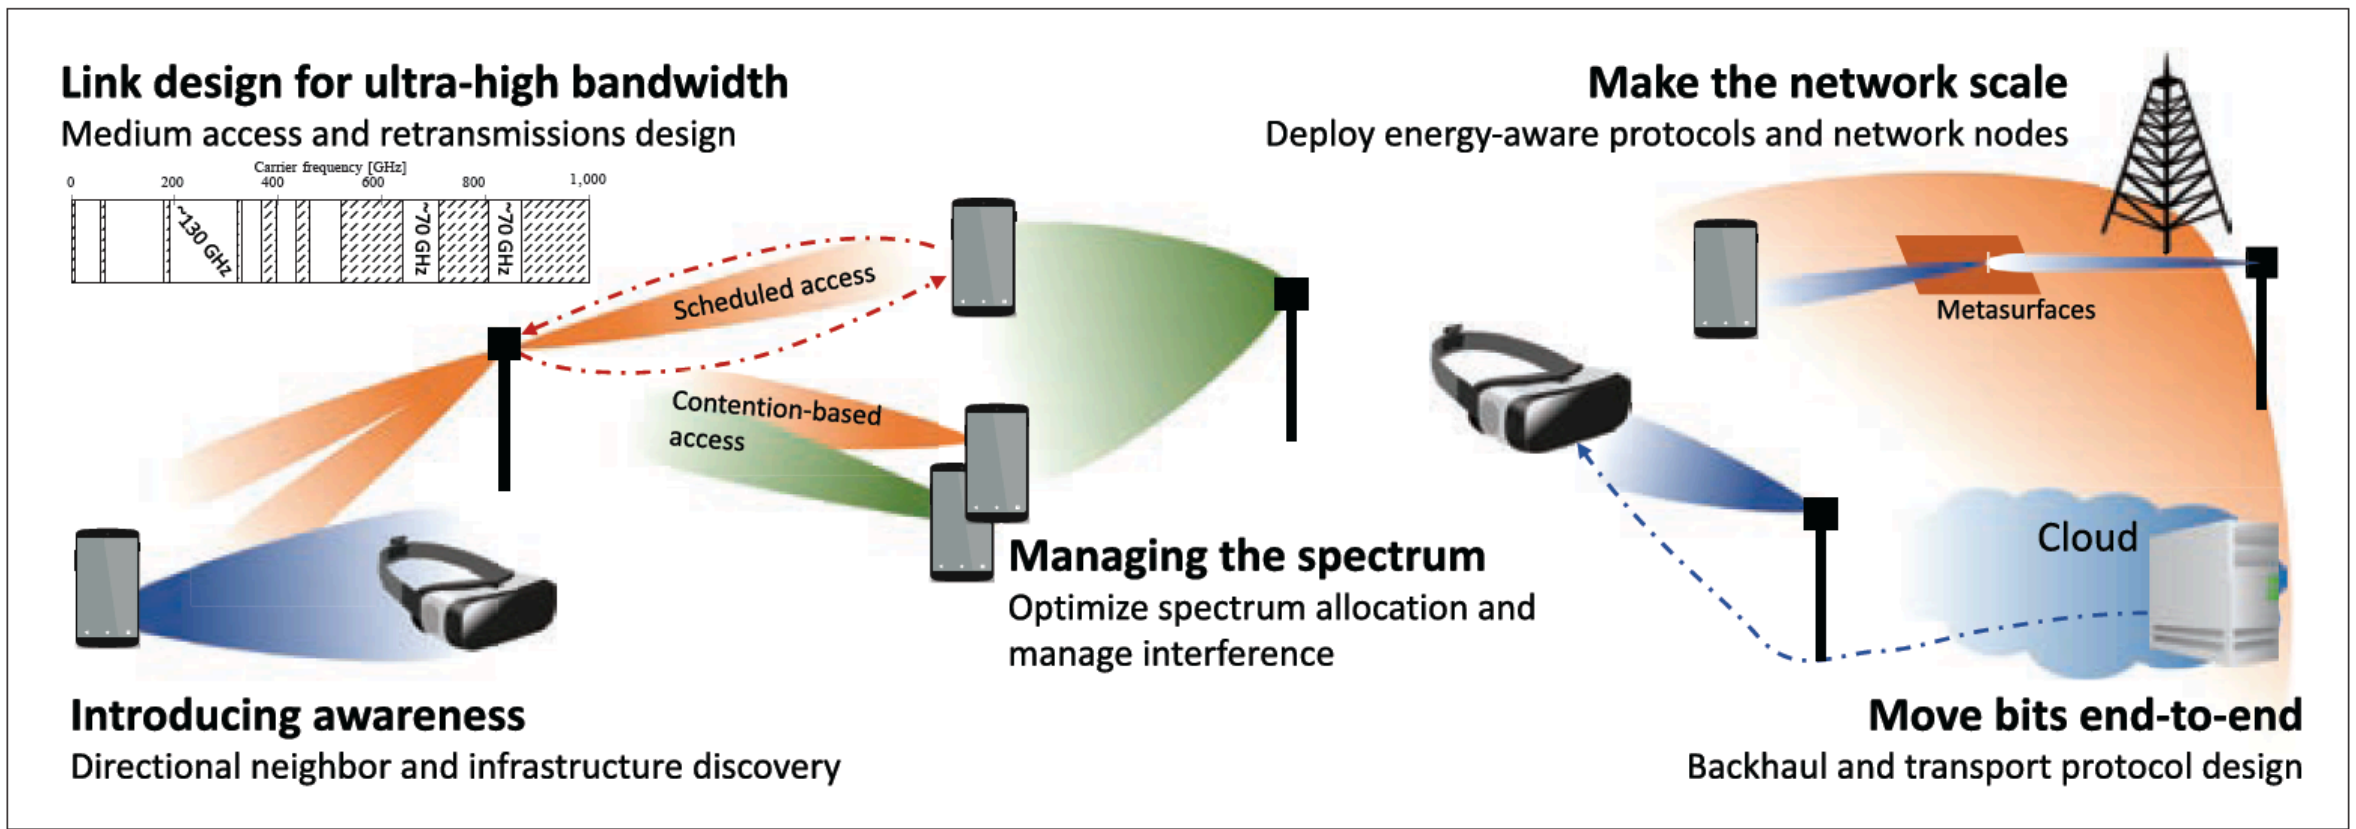 Link design for ultra-high bandwidth
Medium access and retransmissions design
Carrier frequency [GHz]
0 200 400 600 800 1,000
~130 GHz
~70 GHz
~70 GHz
Scheduled access
Contention-based
access
Managing the spectrum
Optimize spectrum allocation and
manage interference
Introducing awareness
Directional neighbor and infrastructure discovery
Make the network scale
Deploy energy-aware protocols and network nodes
Metasurfaces
Cloud
Move bits end-to-end
Backhaul and transport protocol design